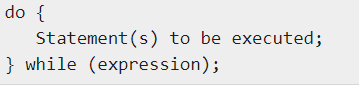 do {
   Statement(s) to be executed;
} while (expression);